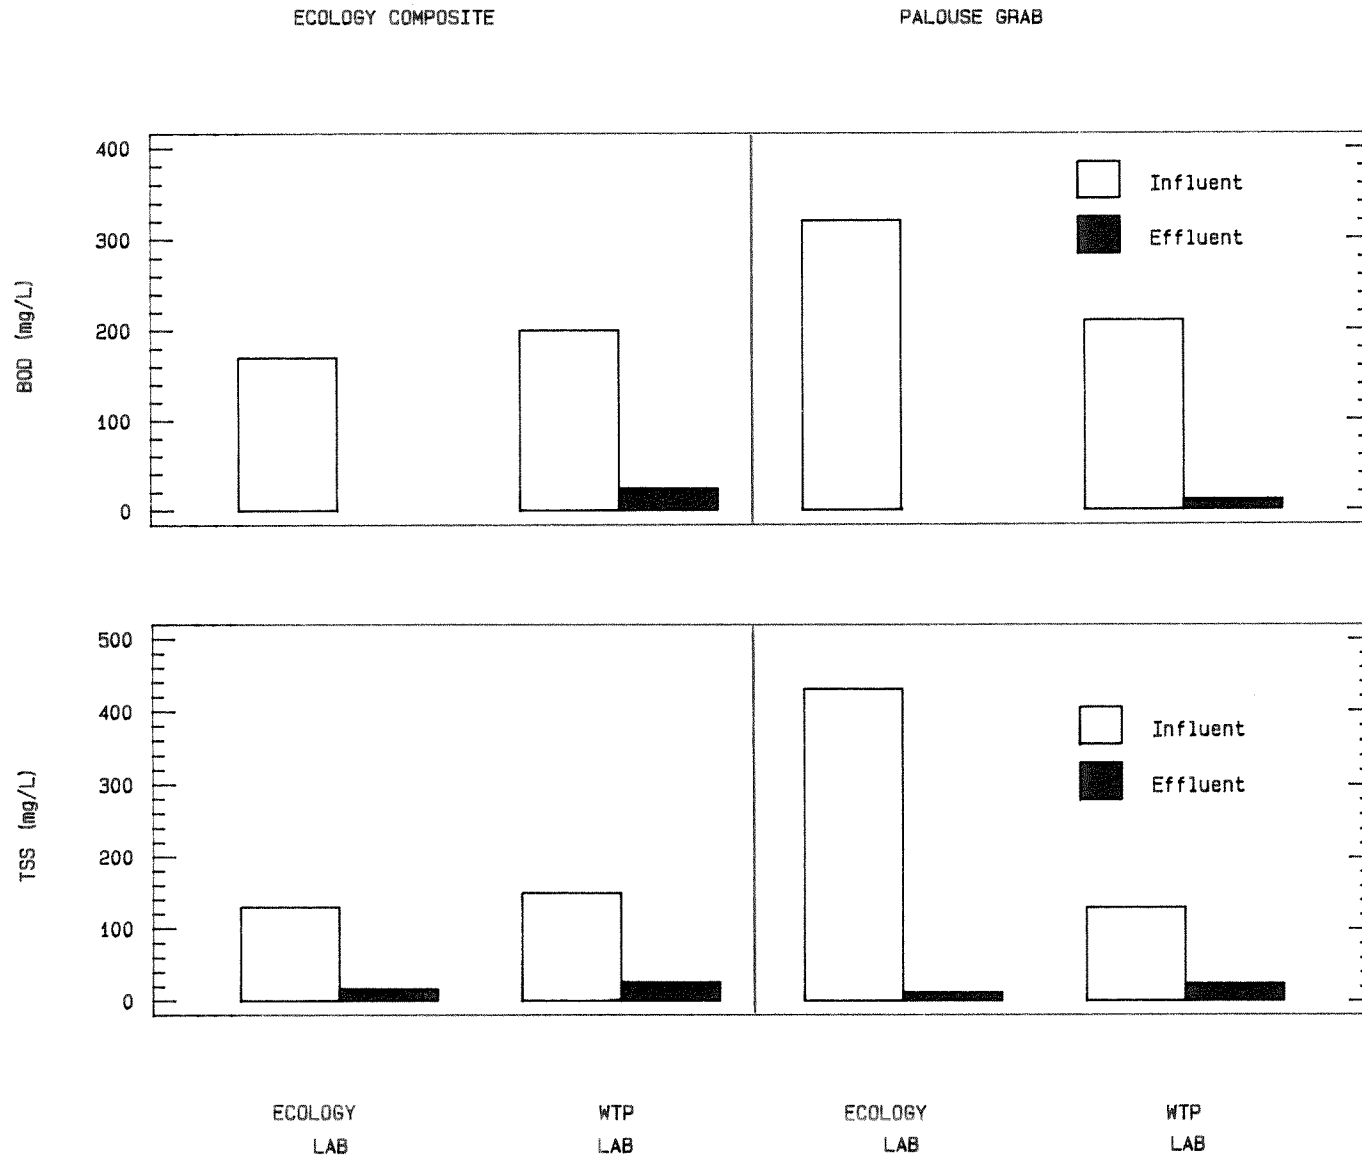 ECOLOGY COMPOSITE PALOUSE GRAB
400
300
200
100
0
BOD (mg/L)
Influent
Effluent
500
400
300
200
100
0
TSS (mg/L)
Influent
Effluent
ECOLOGY WTP ECOLOGY WTP
LAB LAB LAB LAB